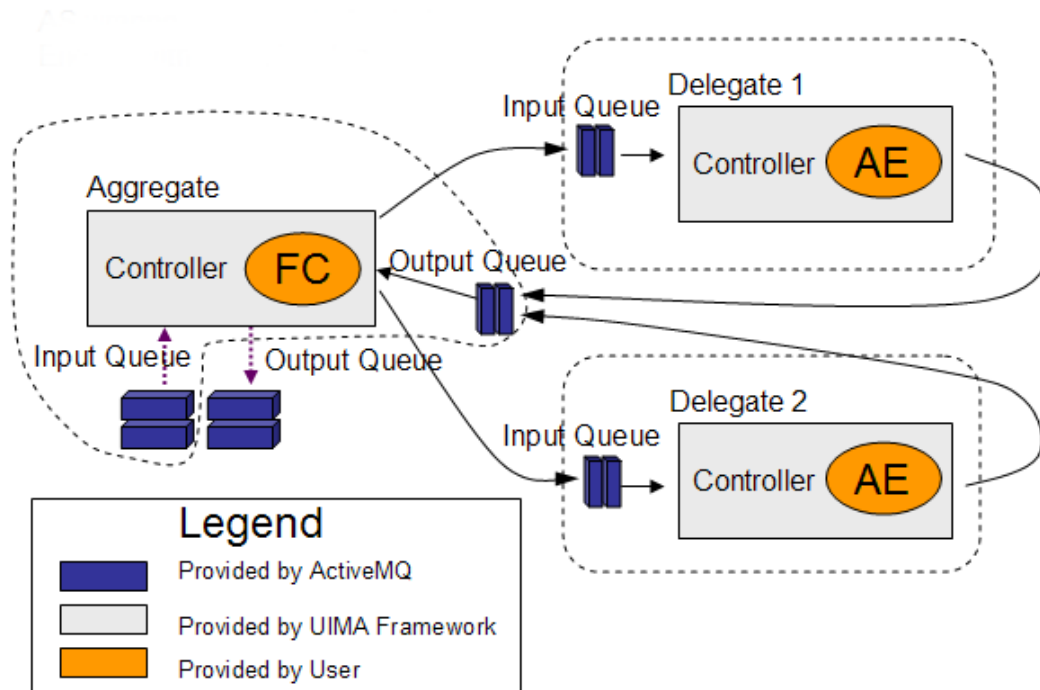 Delegate 1
Input Queue
Controller
AE
Aggregate
Controller
FC
Output Queue
Input Queue
Output Queue
Delegate 2
Input Queue
Controller
AE
Legend
Provided by ActiveMQ
Provided by UIMA Framework
Provided by User